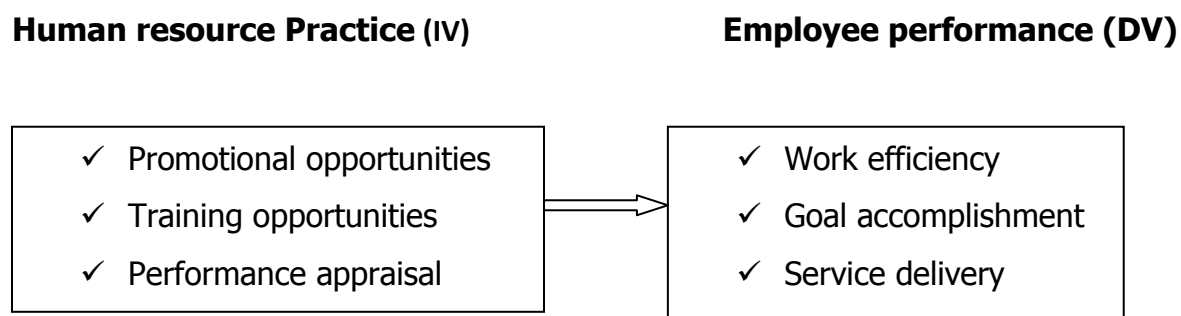 Human resource Practice (IV)
Employee performance (DV)
✓ Promotional opportunities
✓ Training opportunities
✓ Performance appraisal
✓ Work efficiency
✓ Goal accomplishment
✓ Service delivery